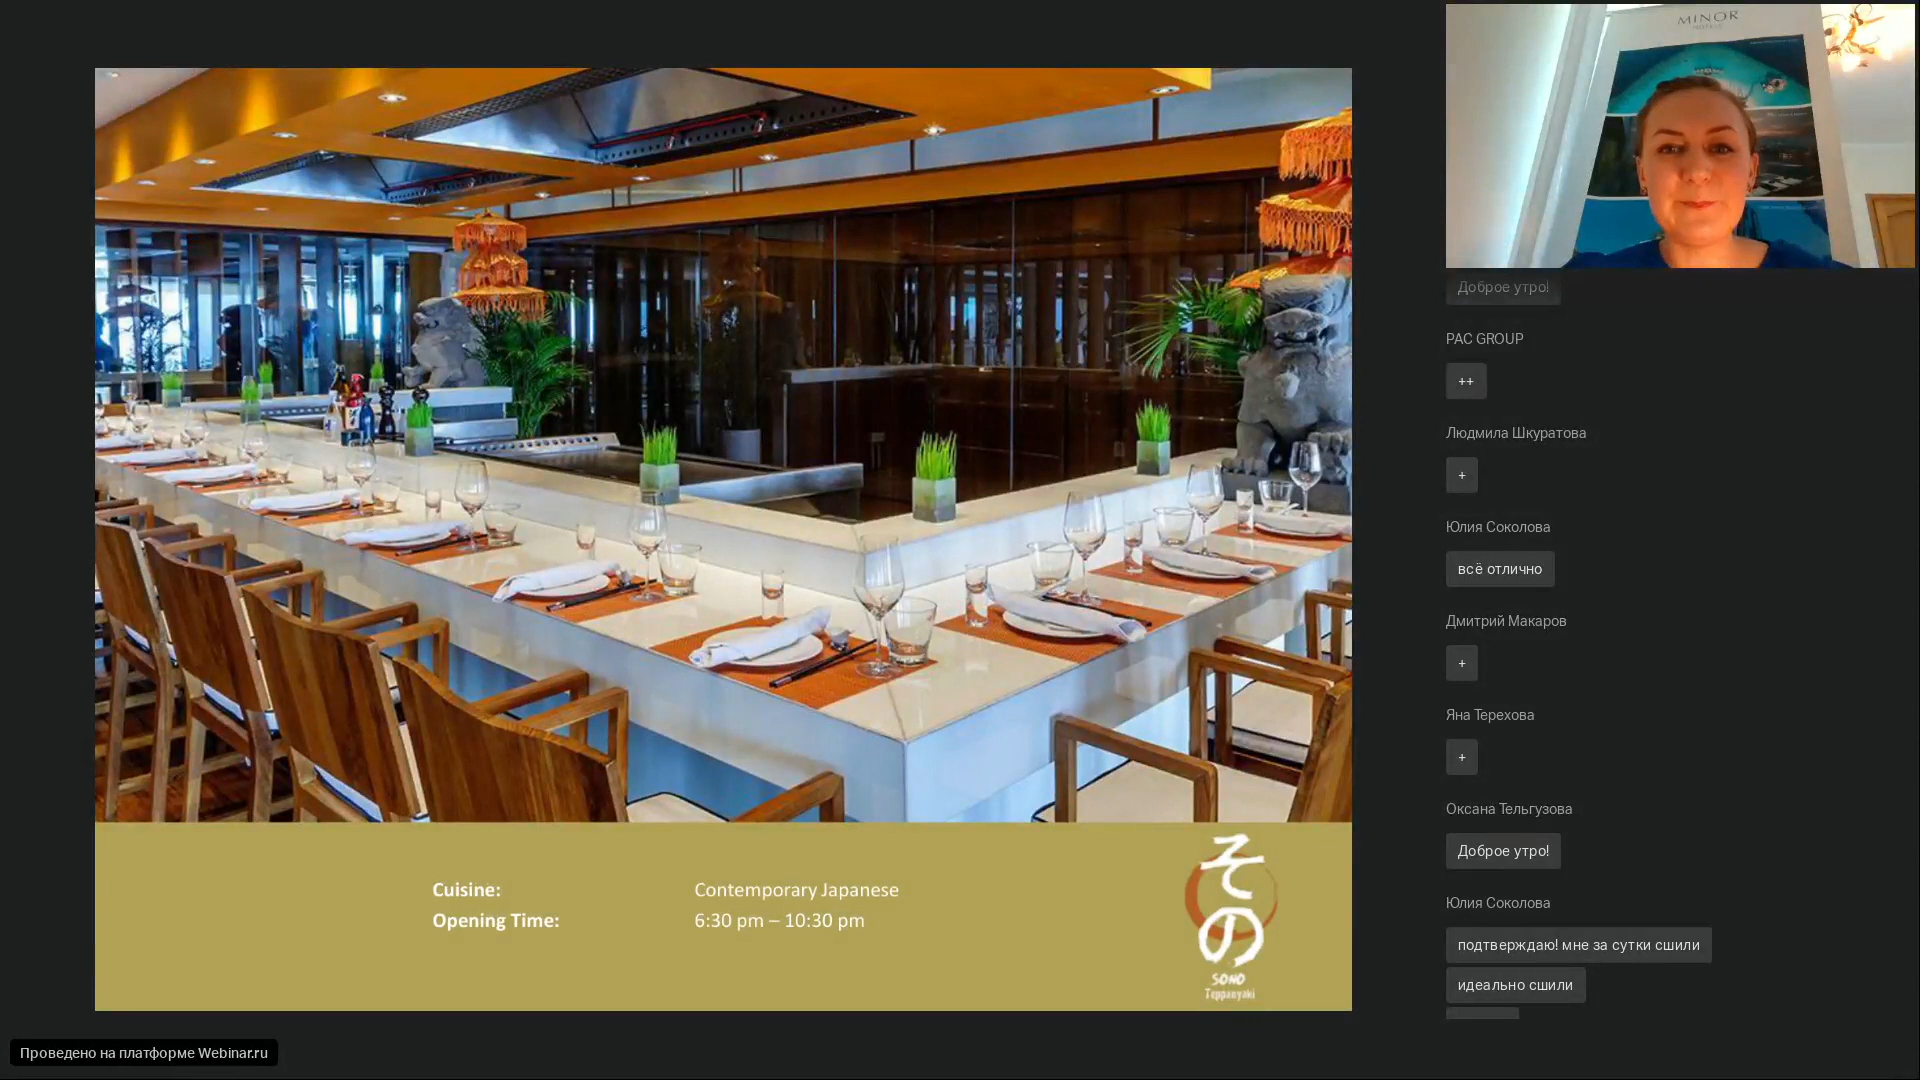 MINOR
HOTELS
Доброе утро!
PAC GROUP
++
Людмила Шкуратова
+
Юлия Соколова
всё отлично
Дмитрий Макаров
+
Яна Терехова
+
Оксана Тельгузова
Доброе утро!
Юлия Соколова
подтверждаю! мне за сутки сшили
идеально сшили
Cuisine: Contemporary Japanese
Opening Time: 6:30 pm – 10:30 pm
その
SONO
Teppanyaki
Проведено на платформе Webinar.ru